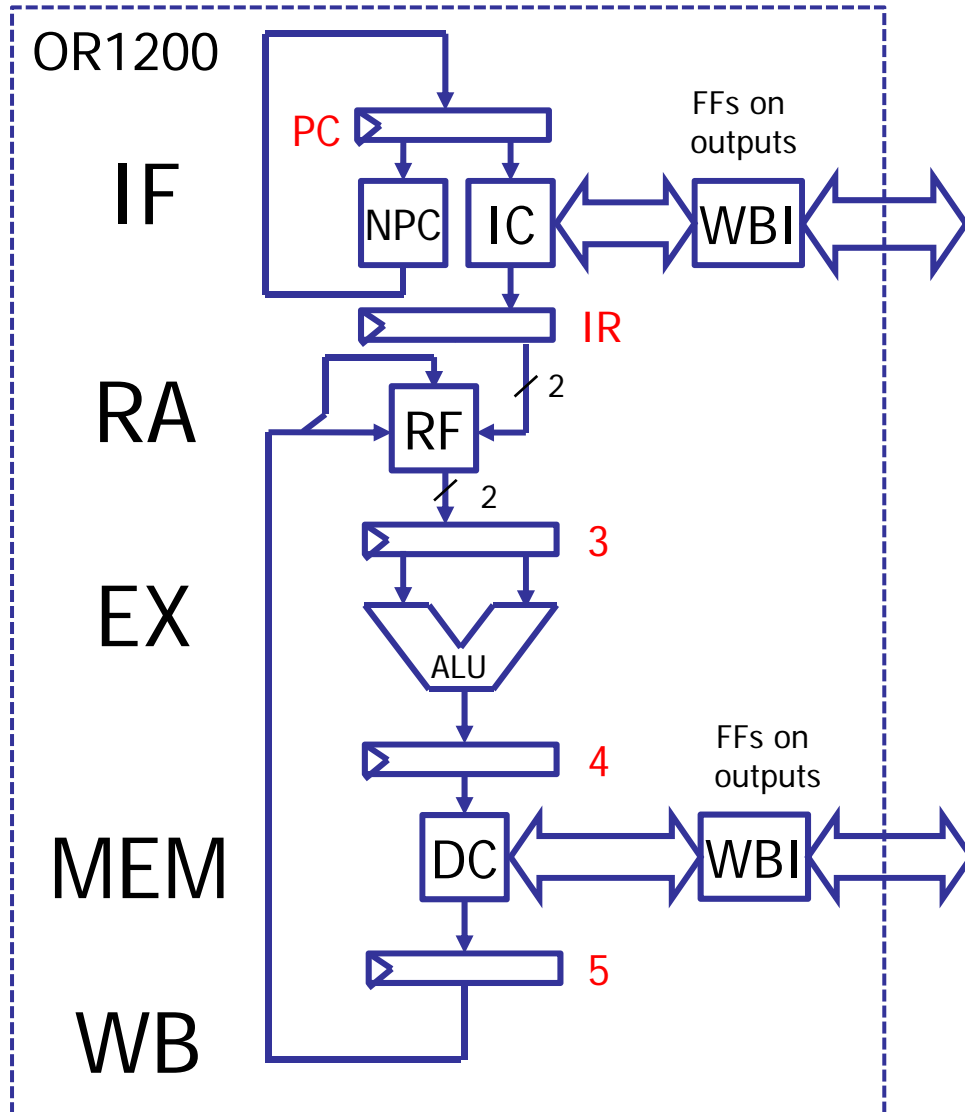 OR1200
FFs on
outputs
PC
IF
NPC
IC
WBI
IR
RA
2
RF
2
3
EX
ALU
FFs on
outputs
4
MEM
DC
WBI
5
WB